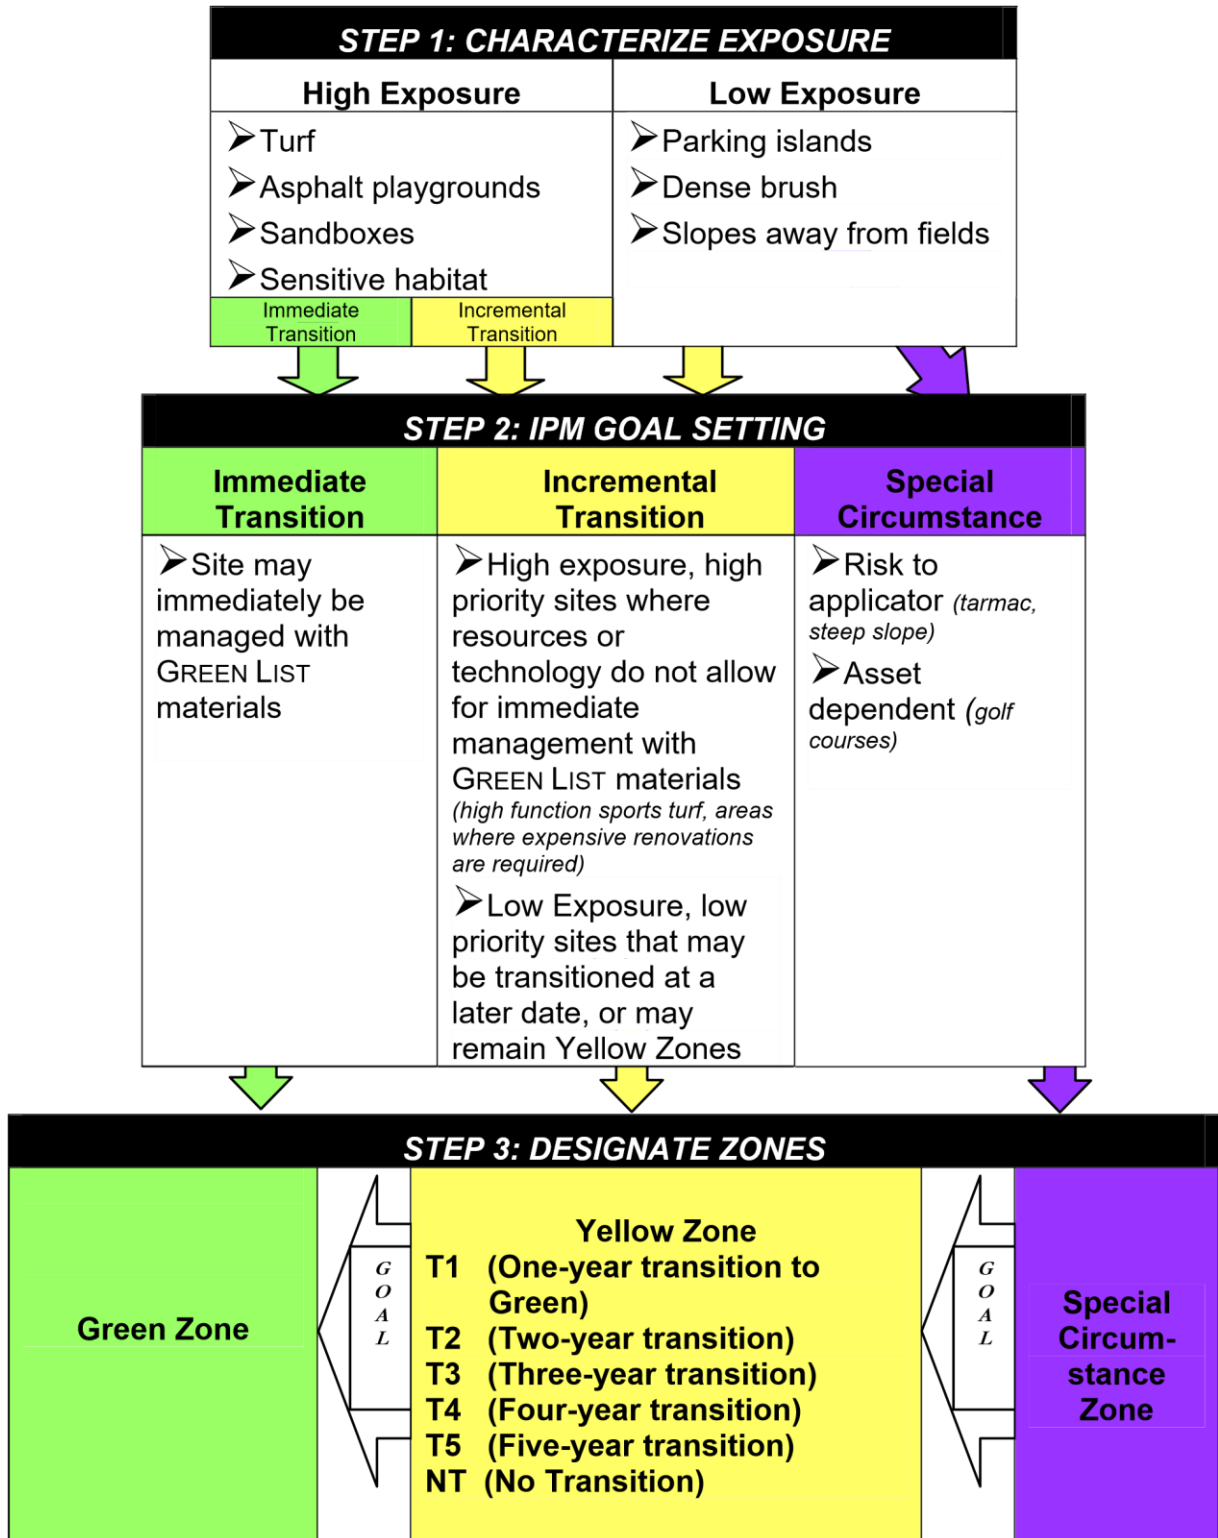 STEP 1: CHARACTERIZE EXPOSURE
High Exposure
➢Turf
➢Asphalt playgrounds
➢Sandboxes
➢Sensitive habitat
Immediate
Transition
Incremental
Transition
Low Exposure
➢Parking islands
➢Dense brush
➢Slopes away from fields
STEP 2: IPM GOAL SETTING
Immediate
Transition
➢Site may
immediately be
managed with
GREEN LIST
materials
Incremental
Transition
➢High exposure, high
priority sites where
resources or
technology do not allow
for immediate
management with
GREEN LIST materials
(high function sports turf, areas
where expensive renovations
are required)
➢Low Exposure, low
priority sites that may
be transitioned at a
later date, or may
remain Yellow Zones
Special
Circumstance
➢Risk to
applicator (tarmac,
steep slope)
➢Asset
dependent (golf
courses)
STEP 3: DESIGNATE ZONES
Green Zone
GOAL
Yellow Zone
T1 (One-year transition to
Green)
T2 (Two-year transition)
T3 (Three-year transition)
T4 (Four-year transition)
T5 (Five-year transition)
NT (No Transition)
GOAL
Special
Circum-
stance
Zone